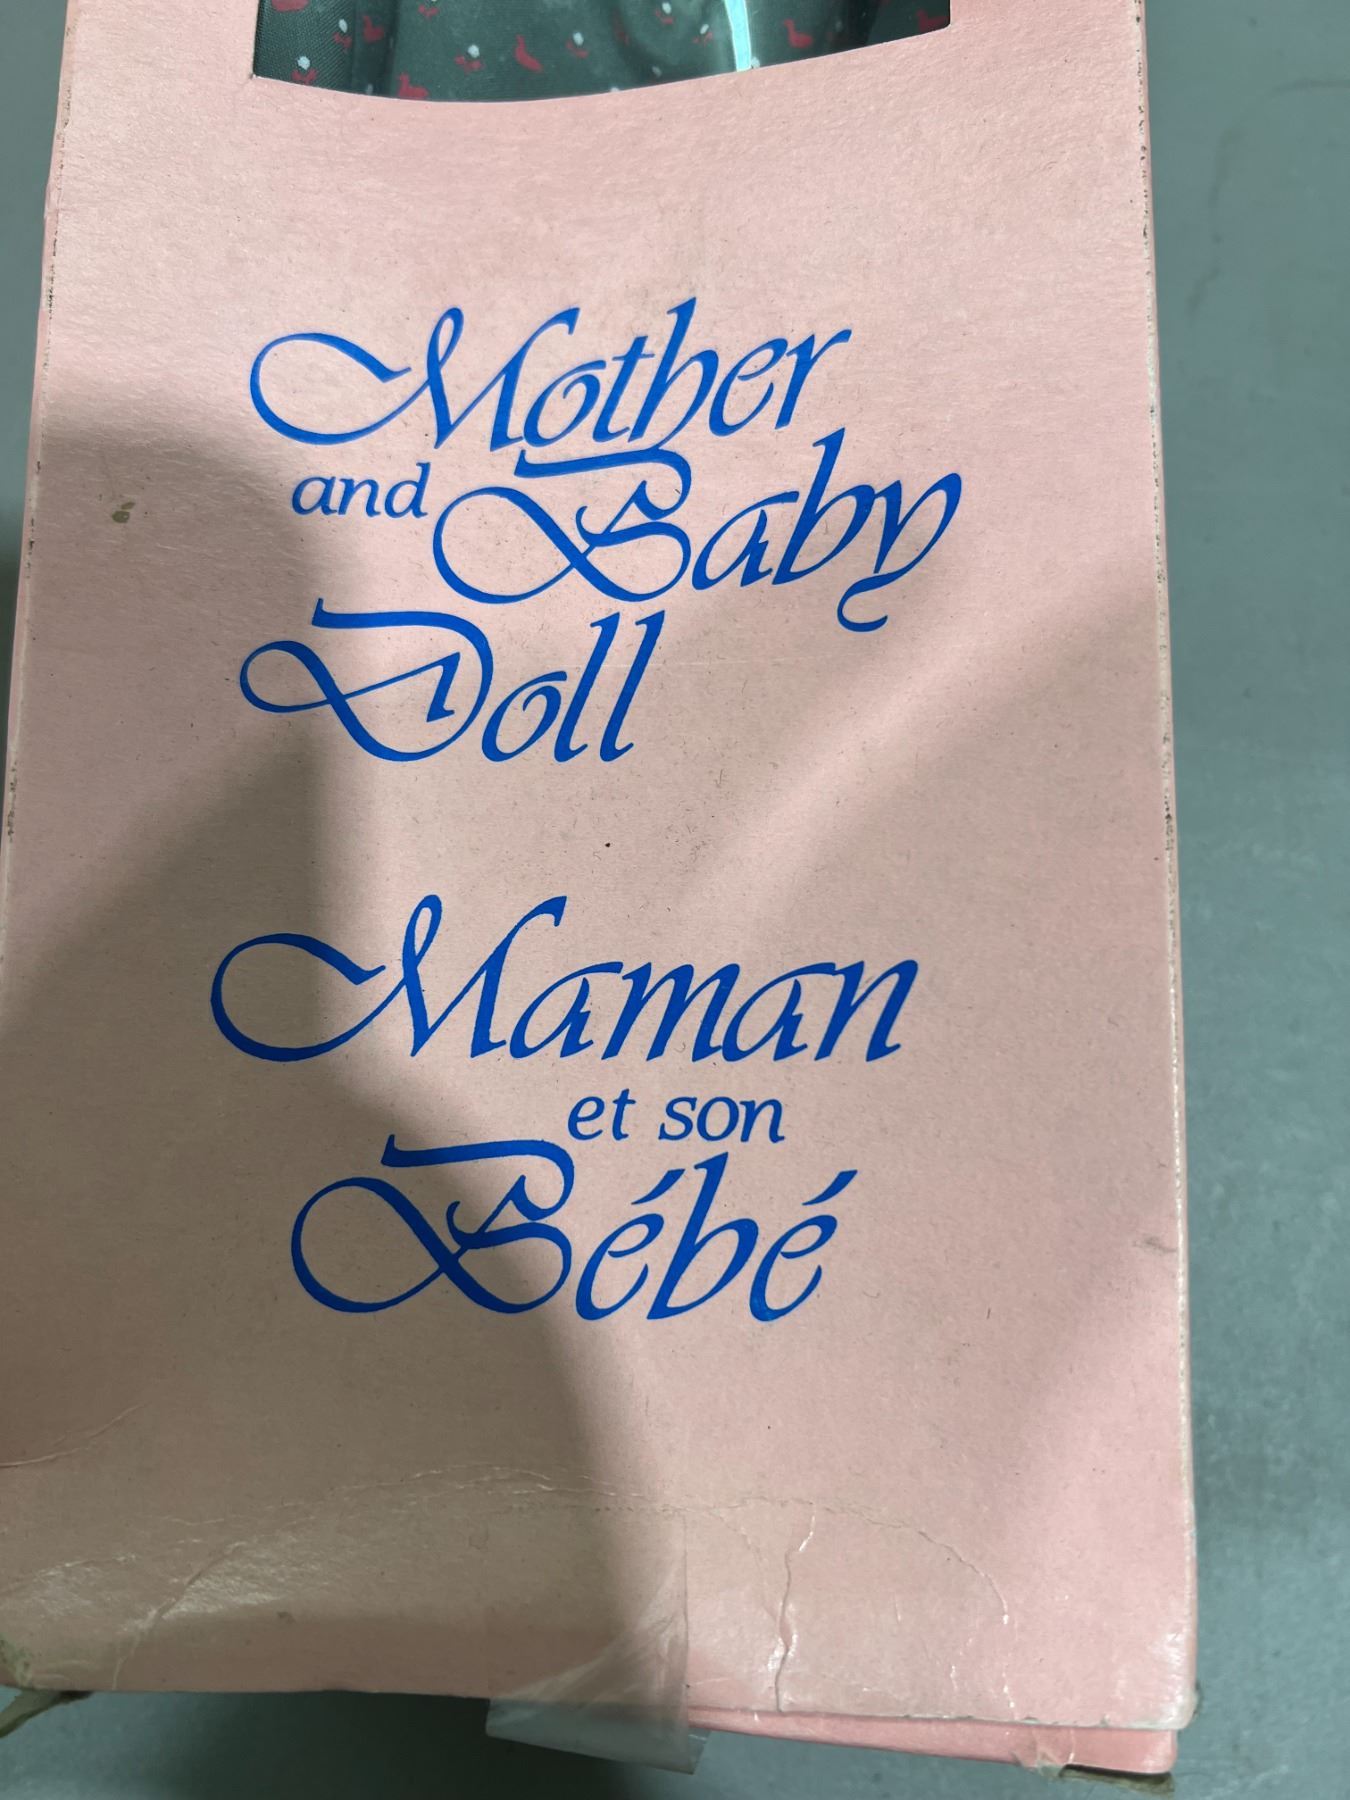 Mother
and Baby
Doll
Maman
et son
Bébé